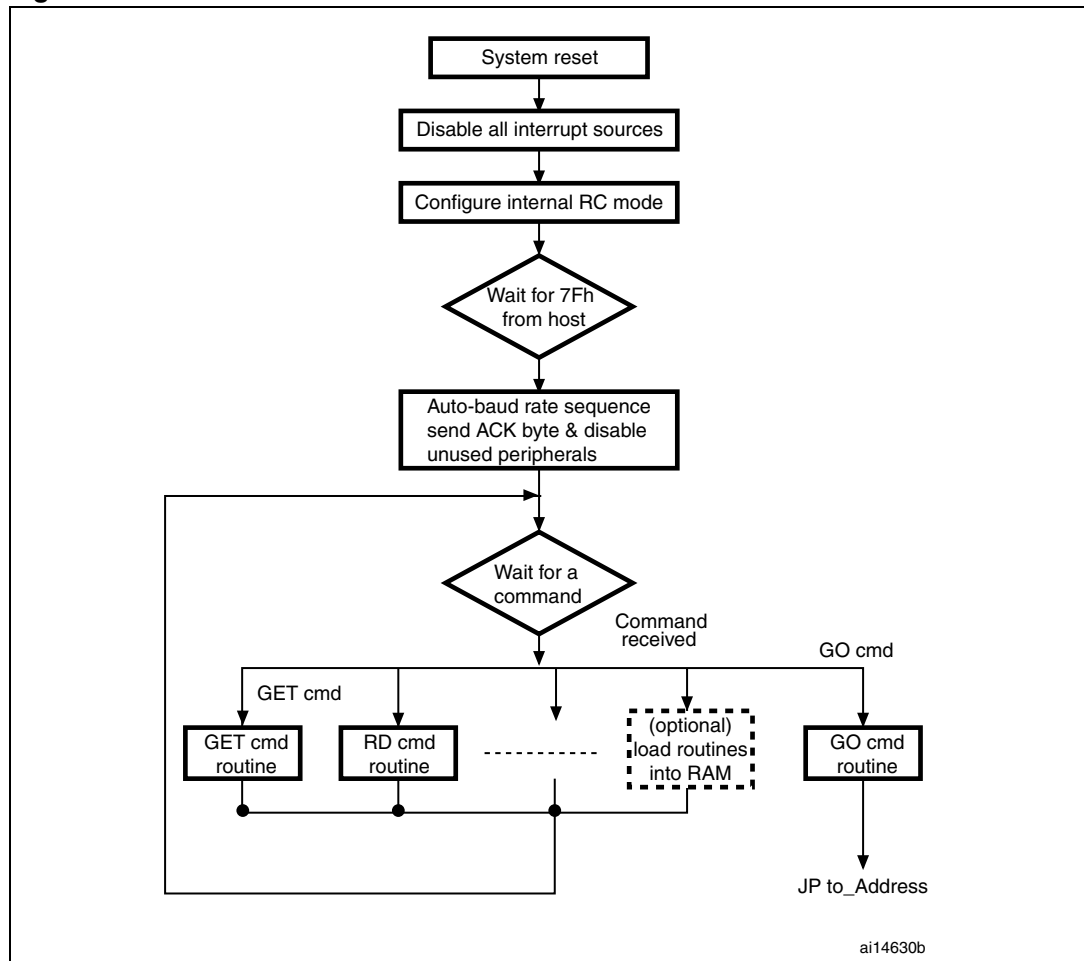 System reset
Disable all interrupt sources
Configure internal RC mode
Wait for 7Fh
from host
Auto-baud rate sequence
send ACK byte & disable
unused peripherals
Wait for a
command
Command
received
GO cmd
GET cmd
GET cmd
routine
RD cmd
routine
(optional)
load routines
into RAM
GO cmd
routine
JP to_Address
ai14630b